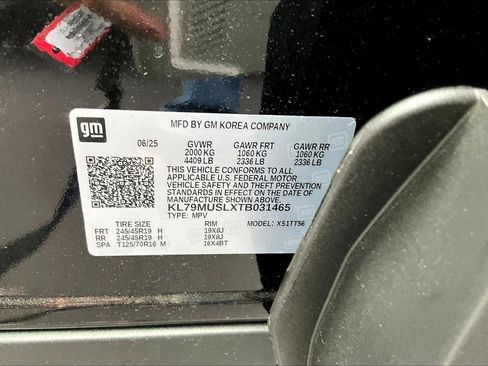 gm
MFD BY GM KOREA COMPANY
06/25 GVWR GAWR FRT GAWR RR
2000 KG 1060 KG 1060 KG
4409 LB 2336 LB 2336 LB
THIS VEHICLE CONFORMS TO ALL
APPLICABLE U.S. FEDERAL MOTOR
VEHICLE SAFETY AND THEFT PREVENTION
STANDARDS IN EFFECT ON THE DATE OF
MANUFACTURE SHOWN ABOVE.
KL79MUSLXTB031465
TYPE: MPV MODEL: X51TT56
TIRE SIZE RIM
FRT 245/45R19 H 19X8J
RR 245/45R19 H 19X8J
SPA T125/70R16 M 16X4BT